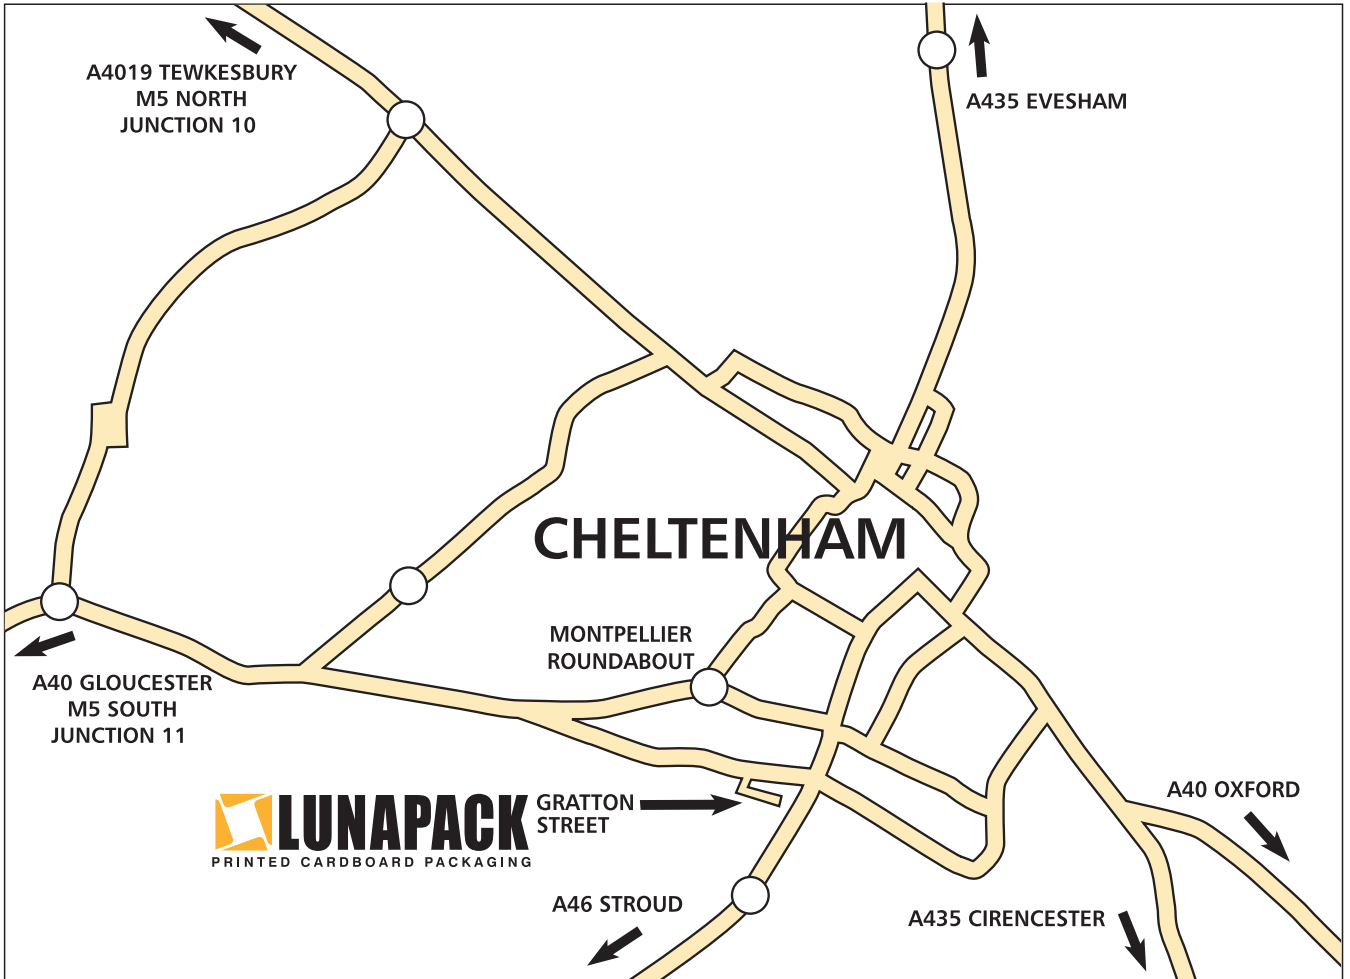 A4019 TEWKESBURY
M5 NORTH
JUNCTION 10
A435 EVESHAM
CHELTENHAM
MONTPELLIER
ROUNDABOUT
A40 GLOUCESTER
M5 SOUTH
JUNCTION 11
LUNAPACK
PRINTED CARDBOARD PACKAGING
GRATTON
STREET
A40 OXFORD
A46 STROUD
A435 CIRENCESTER